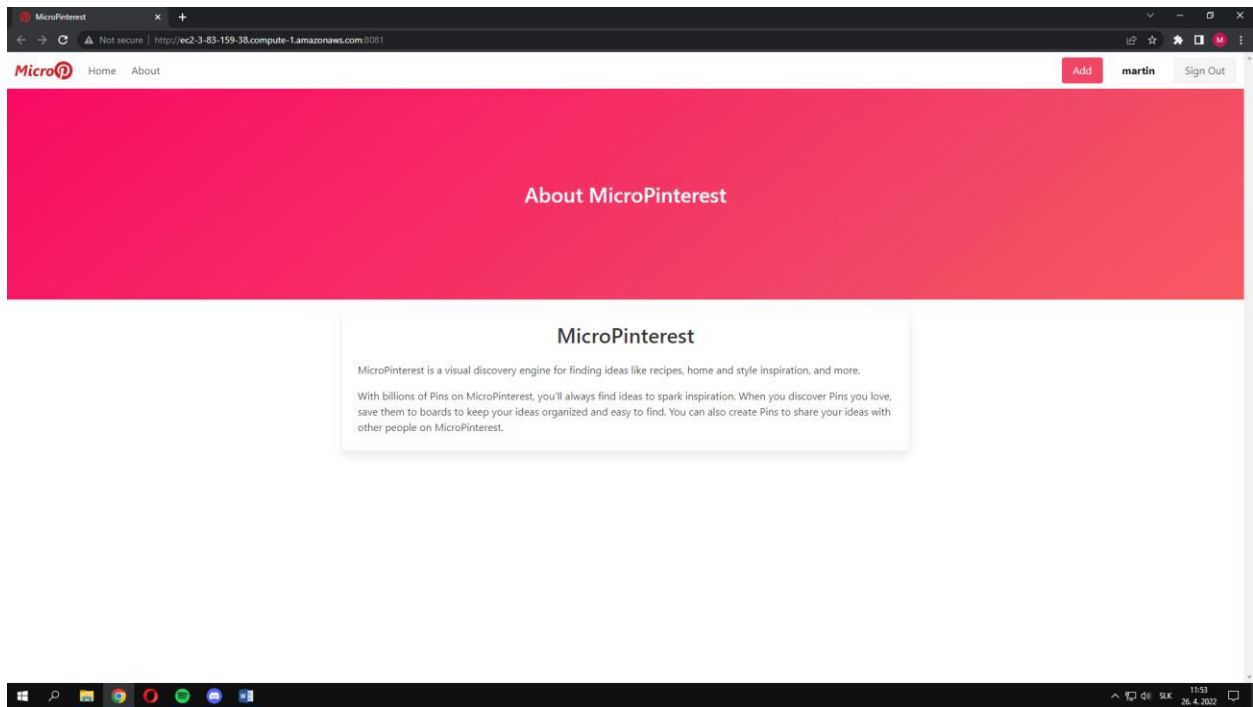 MicroPinterest
Not secure | http://ec2-3-83-159-38.compute-1.amazonaws.com:8081
M
Micro
Home About Add martin Sign Out
About MicroPinterest
MicroPinterest
MicroPinterest is a visual discovery engine for finding ideas like recipes, home and style inspiration, and more.
With billions of Pins on MicroPinterest, you'll always find ideas to spark inspiration. When you discover Pins you love,
save them to boards to keep your ideas organized and easy to find. You can also create Pins to share your ideas with
other people on MicroPinterest.
SLK
11:53
26. 4. 2022